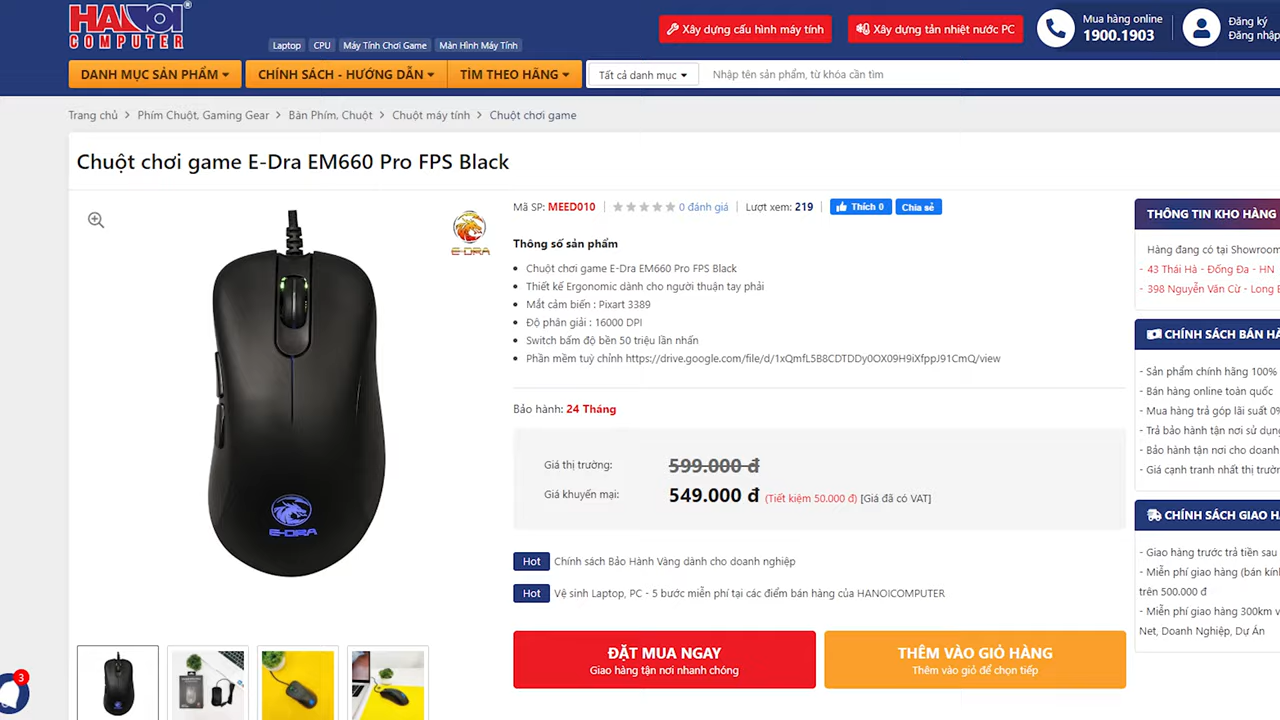 HANOI
COMPUTER
®
Laptop
CPU
Máy Tính Chơi Game
Màn Hình Máy Tính
Xây dựng cấu hình máy tính
Xây dựng tản nhiệt nước PC
Mua hàng online
1900.1903
Đăng ký
Đăng nhập
DANH MỤC SẢN PHẨM
CHÍNH SÁCH - HƯỚNG DẪN
TÌM THEO HÃNG
Tất cả danh mục
Nhập tên sản phẩm, từ khóa cần tìm
Trang chủ > Phím Chuột, Gaming Gear > Bàn Phím, Chuột > Chuột máy tính > Chuột chơi game
Chuột chơi game E-Dra EM660 Pro FPS Black
E-DRA
E-DRA
Mã SP: MEED010 | 0 đánh giá | Lượt xem: 219 | Thích 0 Chia sẻ
Thông số sản phẩm
• Chuột chơi game E-Dra EM660 Pro FPS Black
• Thiết kế Ergonomic dành cho người thuận tay phải
• Mắt cảm biến : Pixart 3389
• Độ phân giải : 16000 DPI
• Switch bấm độ bền 50 triệu lần nhấn
• Phần mềm tuỳ chỉnh https://drive.google.com/file/d/1xQmfL5B8CDTDDy0OX09H9iXfppJ91CmQ/view
Bảo hành: 24 Tháng
Giá thị trường: 599.000 đ
Giá khuyến mại: 549.000 đ (Tiết kiệm 50.000 đ) [Giá đã có VAT]
Hot Chính sách Bảo Hành Vàng dành cho doanh nghiệp
Hot Vệ sinh Laptop, PC - 5 bước miễn phí tại các điểm bán hàng của HANOICOMPUTER
ĐẶT MUA NGAY
Giao hàng tận nơi nhanh chóng
THÊM VÀO GIỎ HÀNG
Thêm vào giỏ để chọn tiếp
THÔNG TIN KHO HÀNG
Hàng đang có tại Showroom
- 43 Thái Hà - Đống Đa - HN
- 398 Nguyễn Văn Cừ - Long
CHÍNH SÁCH BÁN
- Sản phẩm chính hãng 100%
- Bán hàng online toàn quốc
- Mua hàng trả góp lãi suất
- Trả bảo hành tận nơi sử
- Bảo hành tận nơi cho doanh
- Giá cạnh tranh nhất thị
CHÍNH SÁCH GIAO
- Giao hàng trước trả tiền sau
- Miễn phí giao hàng (bán
trên 500.000 đ
- Miễn phí giao hàng 300km
Net, Doanh Nghiệp, Dự Án
3